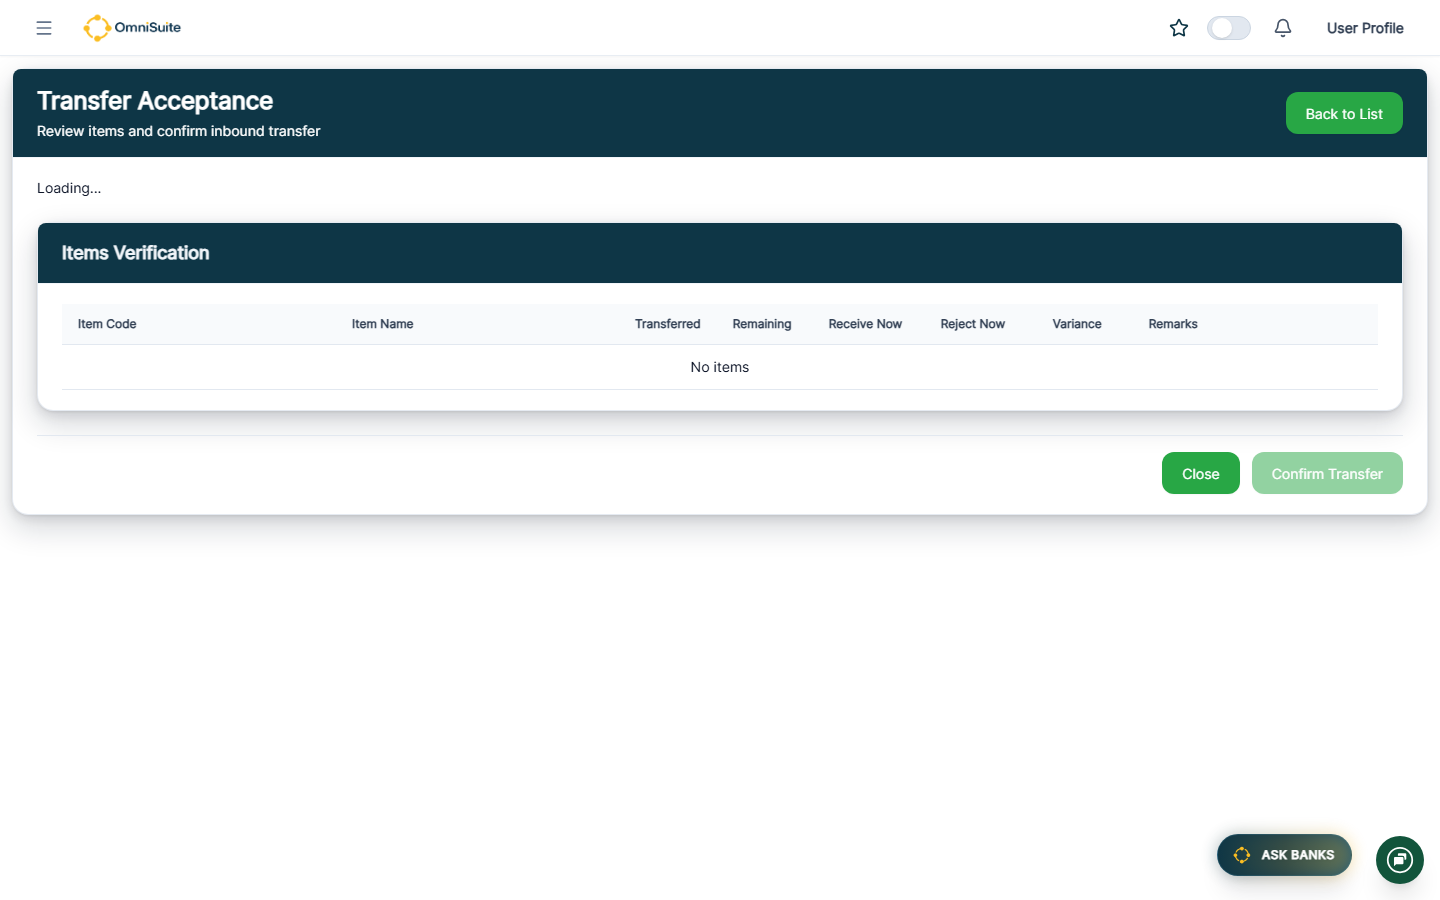 OmniSuite
User Profile
Transfer Acceptance
Review items and confirm inbound transfer
Back to List
Loading...
Items Verification
Item Code Item Name Transferred Remaining Receive Now Reject Now Variance Remarks
No items
Close Confirm Transfer
ASK BANKS